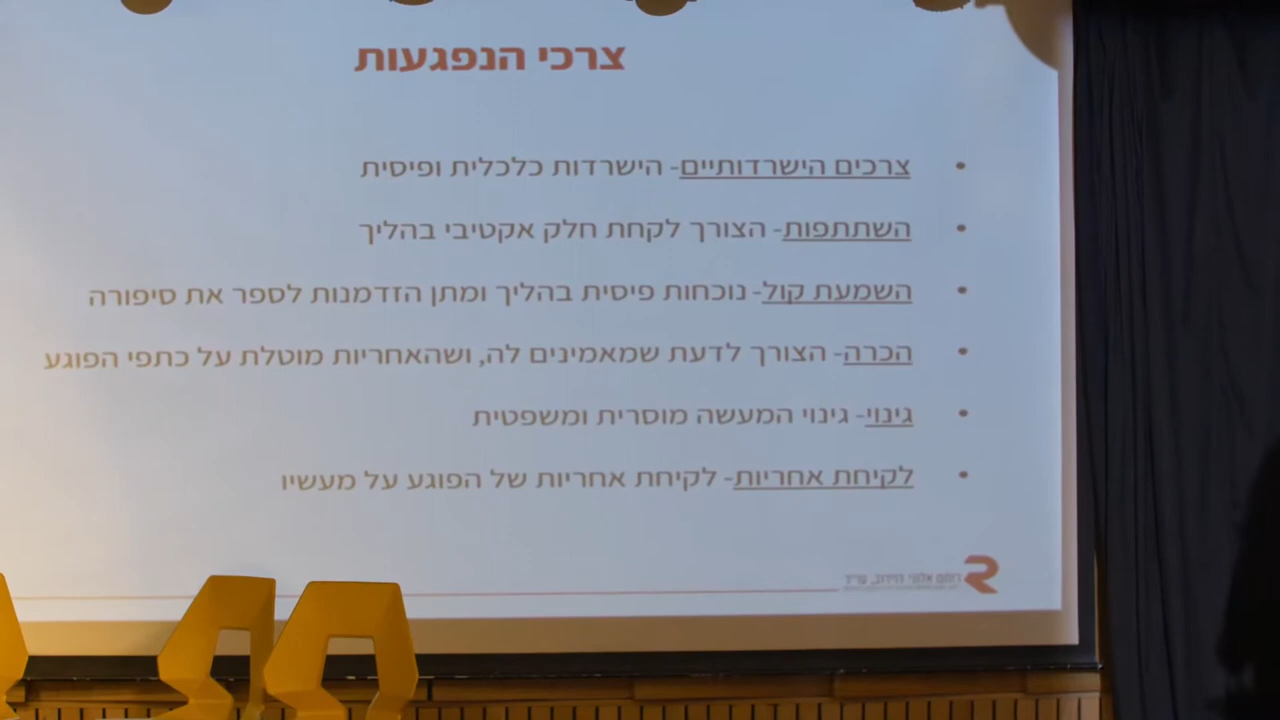 צרכי הנפגעות
• צרכים הישרדותיים- הישרדות כלכלית ופיסית
• השתתפות- הצורך לקחת חלק אקטיבי בהליך
• השמעת קול- נוכחות פיסית בהליך ומתן הזדמנות לספר את סיפורה
• הכרה- הצורך לדעת שמאמינים לה, ושהאחריות מוטלת על כתפי הפוגע
• גינוי- גינוי המעשה מוסרית ומשפטית
• לקיחת אחריות- לקיחת אחריות של הפוגע על מעשיו
רותם אלוני